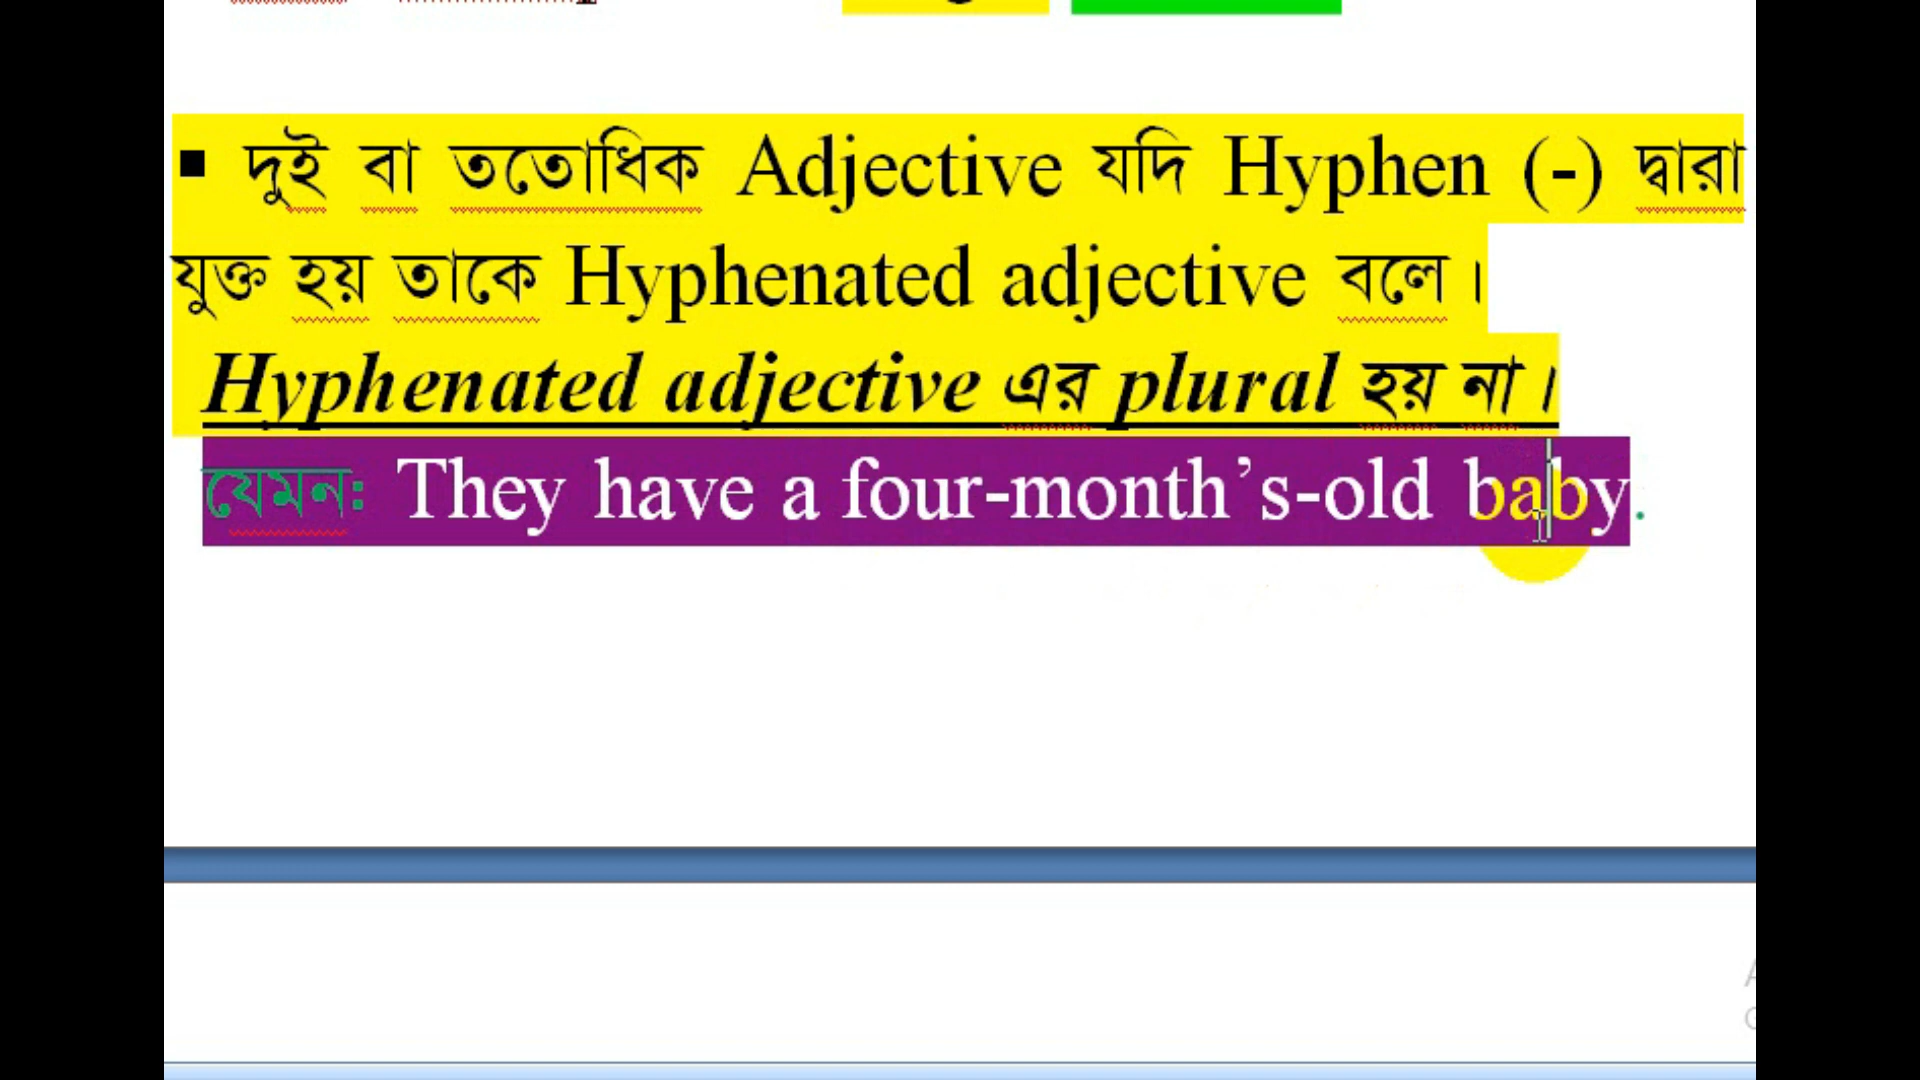 ▪ দুই বা ততোধিক Adjective যদি Hyphen (-) দ্বারা
যুক্ত হয় তাকে Hyphenated adjective বলে।
Hyphenated adjective এর plural হয় না।
যেমনঃ They have a four-month’s-old baby.